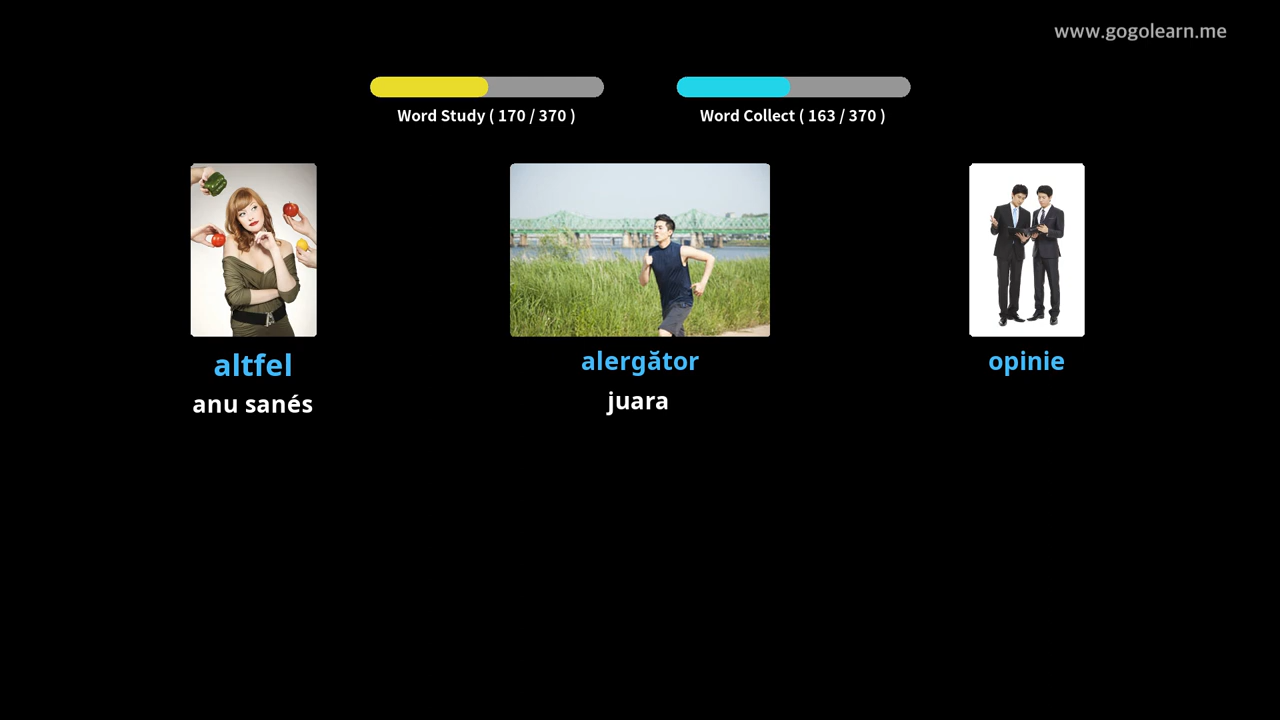 www.gogolearn.me
Word Study ( 170 / 370 )
Word Collect ( 163 / 370 )
altfel
alergător
opinie
anu sanés
juara